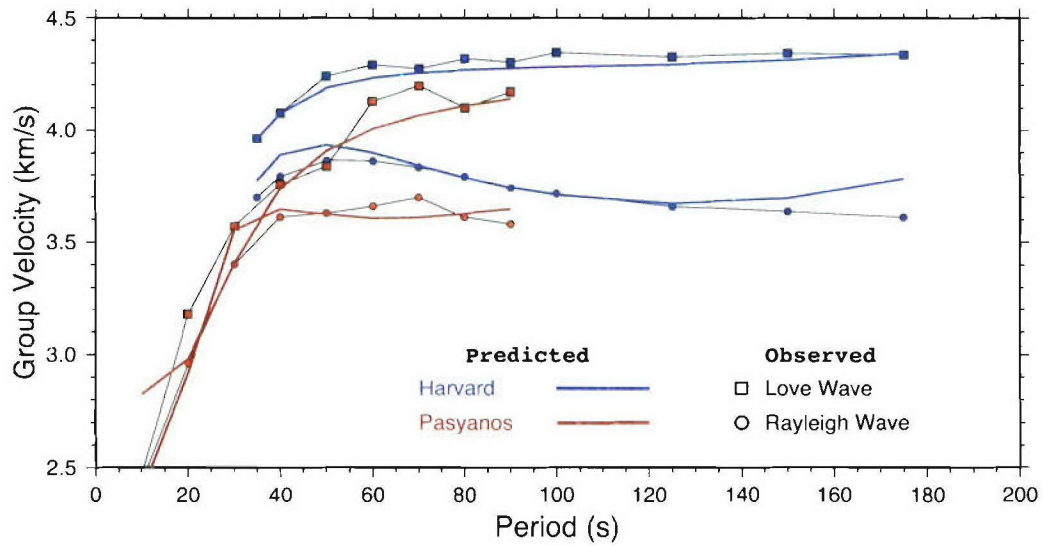 4.5
4.0
3.5
3.0
2.5
Group Velocity (km/s)
Predicted Observed
Harvard Love Wave
Pasyanos Rayleigh Wave
0 20 40 60 80 100 120 140 160 180 200
Period (s)